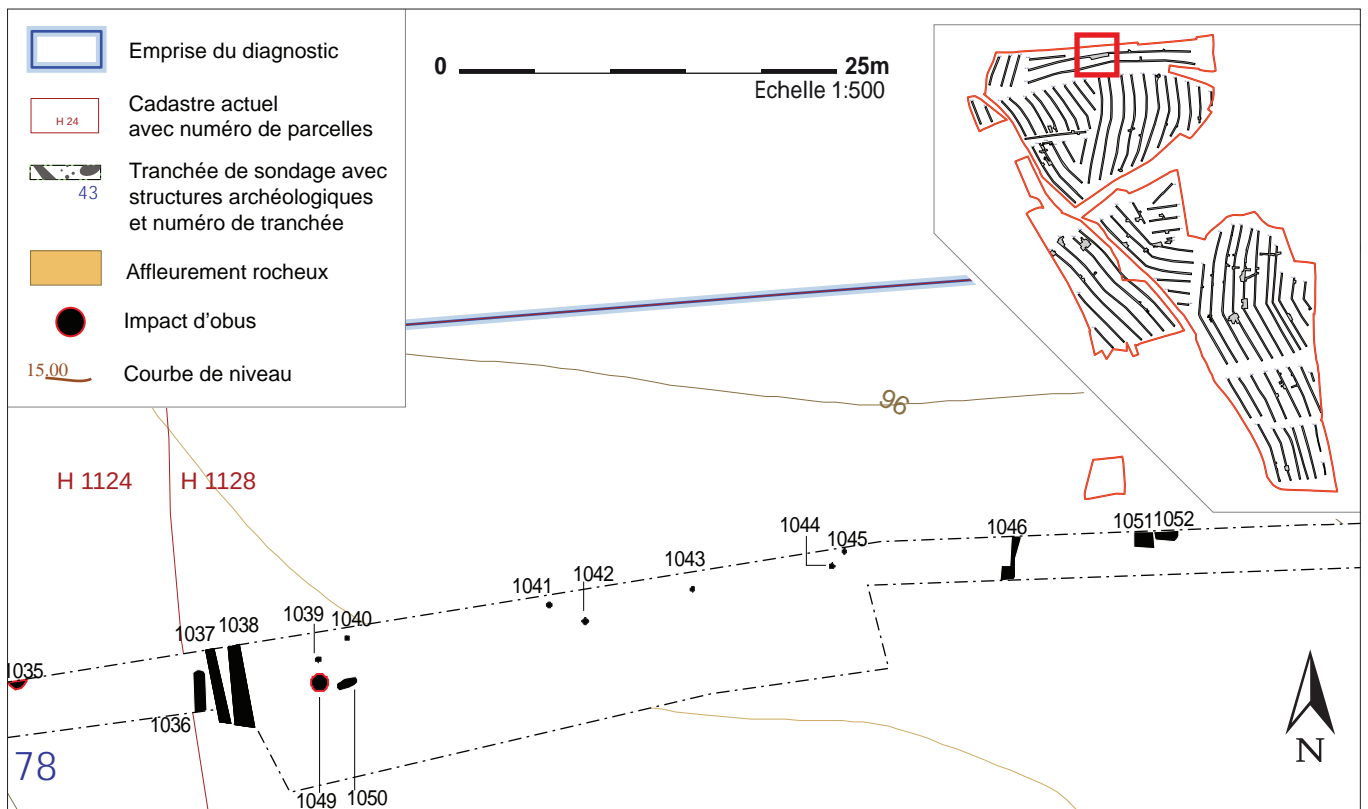 Emprise du diagnostic
Cadastre actuel
avec numéro de parcelles
H 24
Tranchée de sondage avec
structures archéologiques
et numéro de tranchée
43
Affleurement rocheux
Impact d'obus
15,00
Courbe de niveau
0 25m
Echelle 1:500
96
H 1124 H 1128
1044
1045
1046
1051 1052
1043
1041
1042
1039
1040
1037 1038
1035
1036
78
1049 1050
N